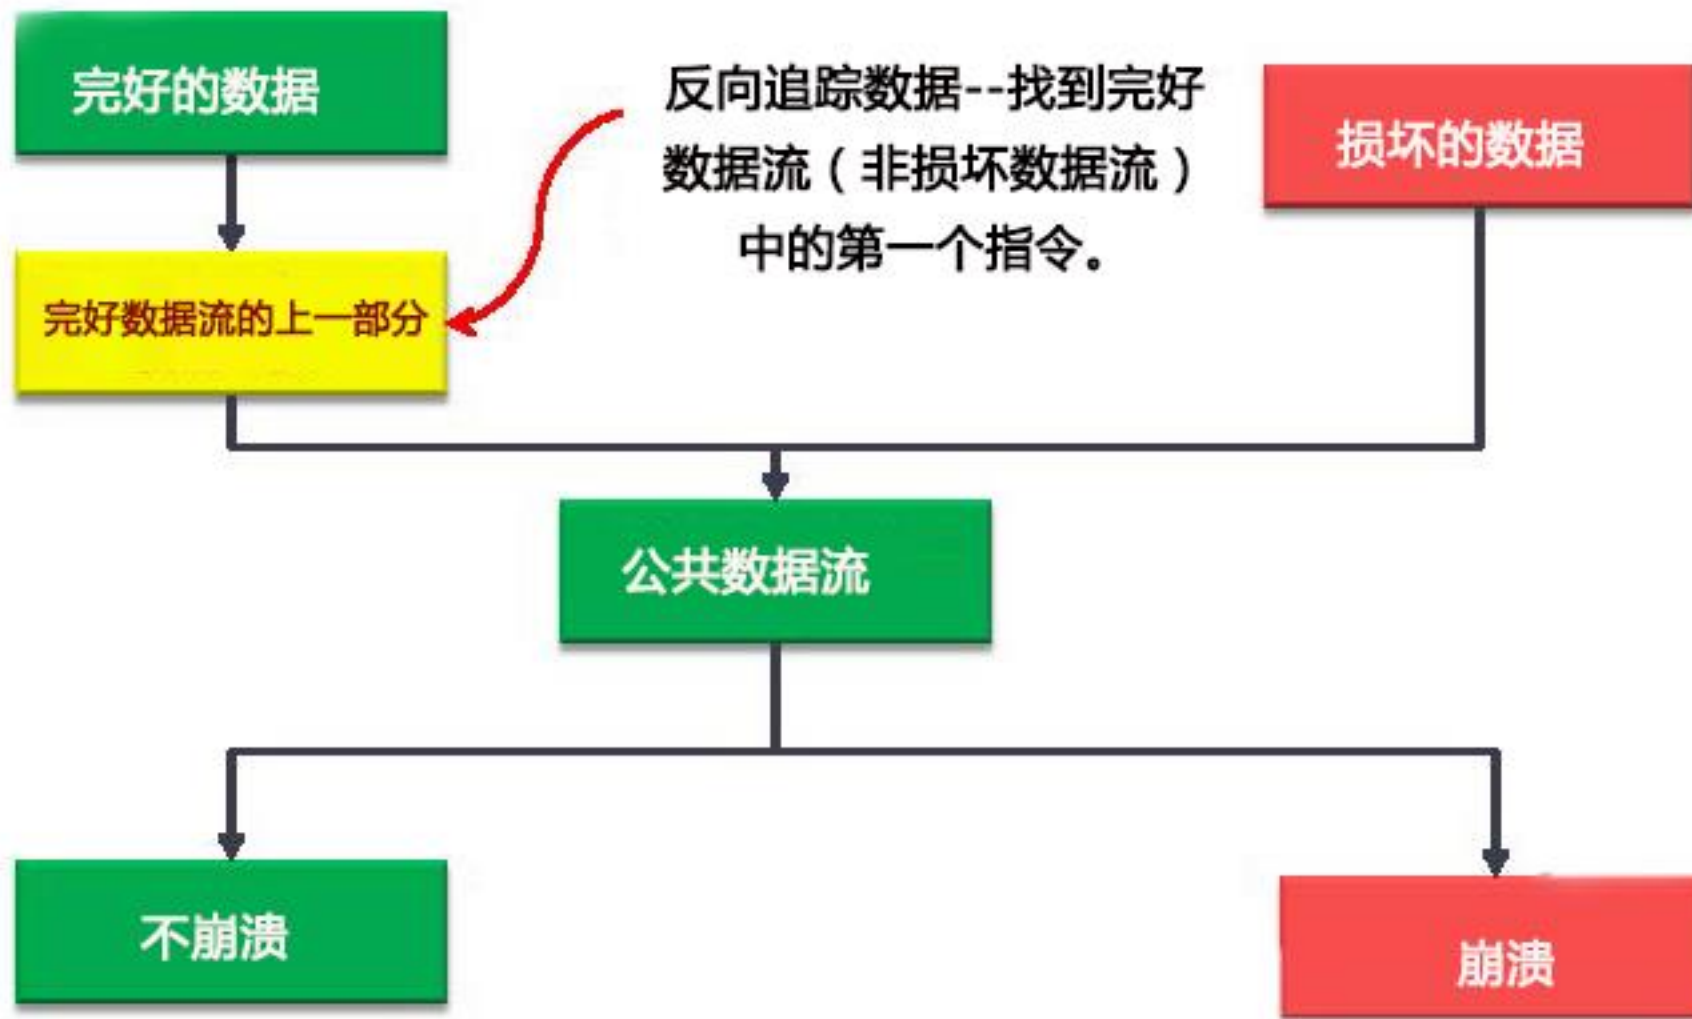 完好的数据
反向追踪数据--找到完好
数据流（非损坏数据流）
中的第一个指令。
损坏的数据
完好数据流的上一部分
公共数据流
不崩溃
崩溃